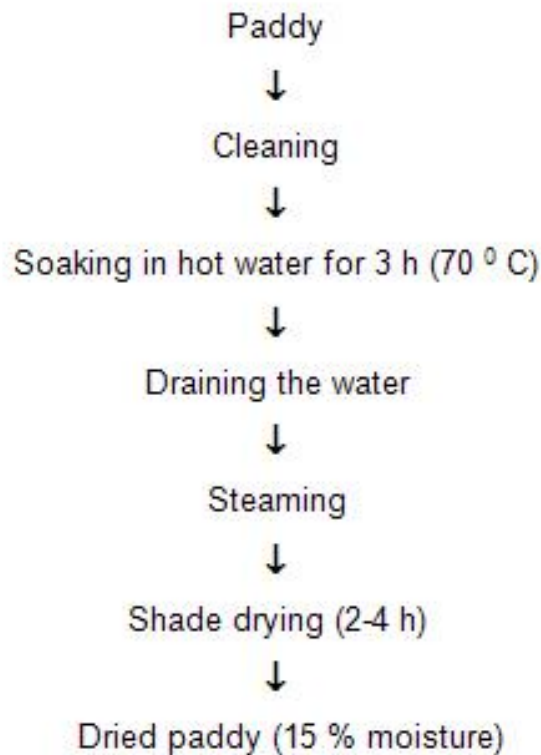 Paddy
↓
Cleaning
↓
Soaking in hot water for 3 h (70 ⁰ C)
↓
Draining the water
↓
Steaming
↓
Shade drying (2-4 h)
↓
Dried paddy (15 % moisture)